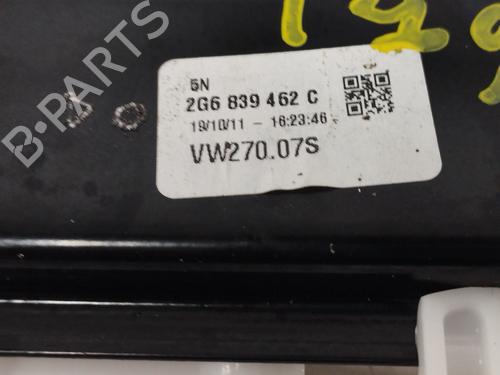 5N
2G6 839 462 C
19/10/11 - 16:23:46
VW270.07S
B-PARTS